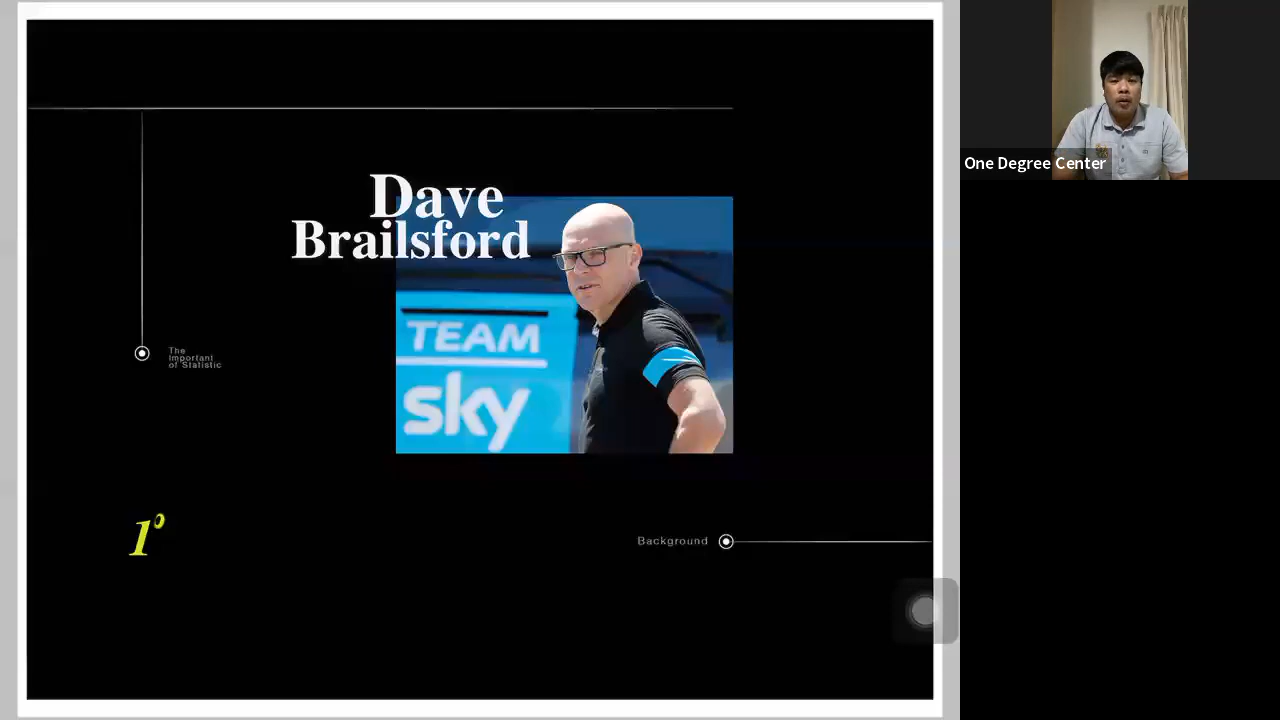 Dave
Brailsford
TEAM
sky
The
Important
of Statistic
1°
Background
One Degree Center